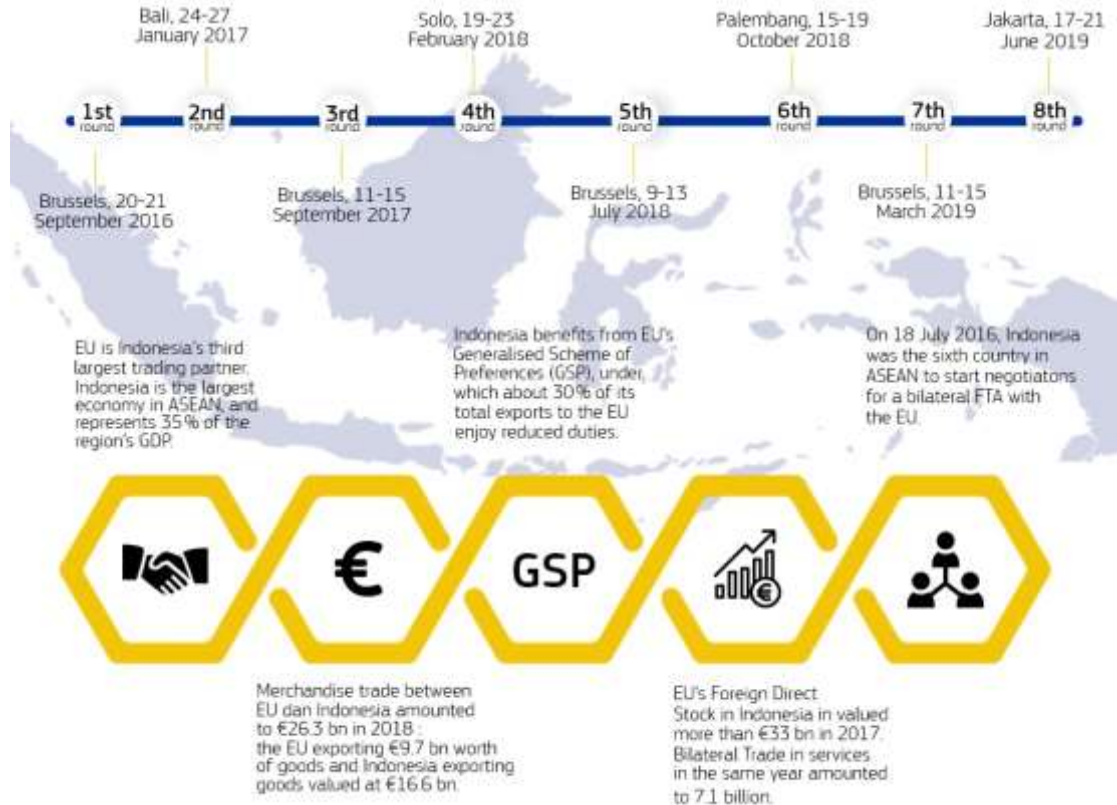 Bali, 24-27
January 2017
Solo, 19-23
February 2018
Palembang, 15-19
October 2018
Jakarta, 17-21
June 2019
1st
round
2nd
round
3rd
round
4th
round
5th
round
6th
round
7th
round
8th
round
Brussels, 20-21
September 2016
Brussels, 11-15
September 2017
Brussels, 9-13
July 2018
Brussels, 11-15
March 2019
EU is Indonesia's third
largest trading partner.
Indonesia is the largest
economy in ASEAN, and
represents 35% of the
region's GDP.
Indonesia benefits from EU's
Generalised Scheme of
Preferences (GSP), under
which about 30% of its
total exports to the EU
enjoy reduced duties.
On 18 July 2016, Indonesia
was the sixth country in
ASEAN to start negotiatons
for a bilateral FTA with
the EU.
€
GSP
€
Merchandise trade between
EU dan Indonesia amounted
to €26.3 bn in 2018 :
the EU exporting €9.7 bn worth
of goods and Indonesia exporting
goods valued at €16.6 bn.
EU's Foreign Direct
Stock in Indonesia in valued
more than €33 bn in 2017.
Bilateral Trade in services
in the same year amounted
to 7.1 billion.